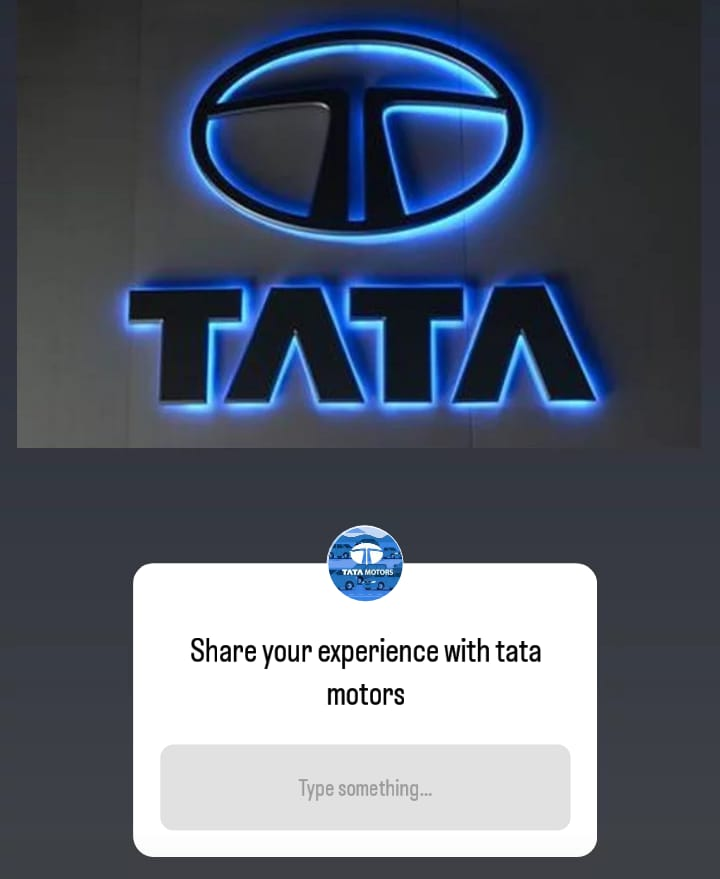 TATA
TATA MOTORS
Share your experience with tata
motors
Type something...